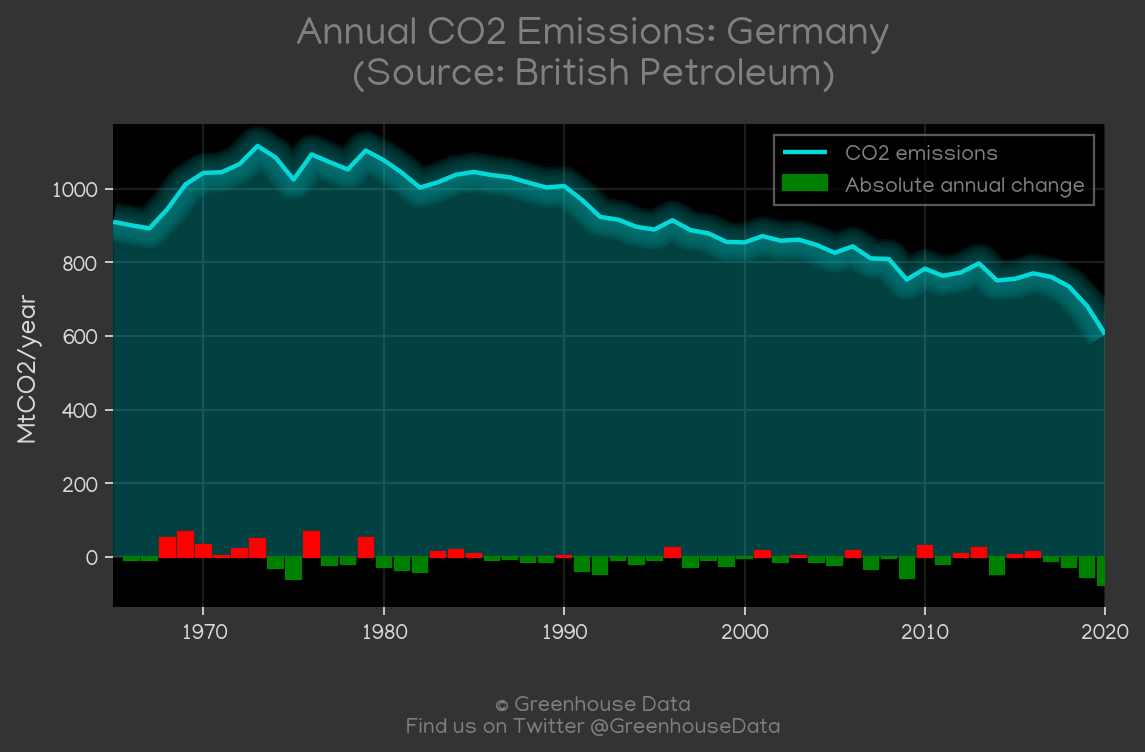 Annual CO2 Emissions: Germany
(Source: British Petroleum)
CO2 emissions
Absolute annual change
MtCO2/year
1000
800
600
400
200
0
1970 1980 1990 2000 2010 2020
© Greenhouse Data
Find us on Twitter @GreenhouseData